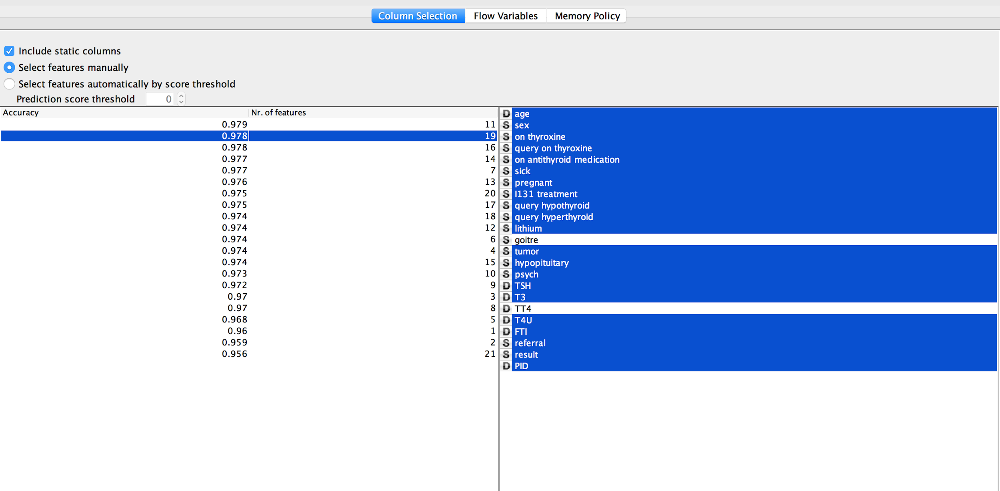 Column Selection Flow Variables Memory Policy
Include static columns
Select features manually
Select features automatically by score threshold
Prediction score threshold 0
Accuracy Nr. of features
0.979 11
0.978 19
0.978 16
0.977 14
0.977 7
0.976 13
0.975 20
0.975 17
0.974 18
0.974 12
0.974 6
0.974 4
0.974 15
0.973 10
0.972 9
0.97 3
0.97 8
0.968 5
0.96 1
0.959 2
0.956 21
D age
S sex
S on thyroxine
S query on thyroxine
S on antithyroid medication
S sick
S pregnant
S I131 treatment
S query hypothyroid
S query hyperthyroid
S lithium
S goitre
S tumor
S hypopituitary
S psych
D TSH
D T3
D TT4
D T4U
D FTI
S referral
S result
D PID